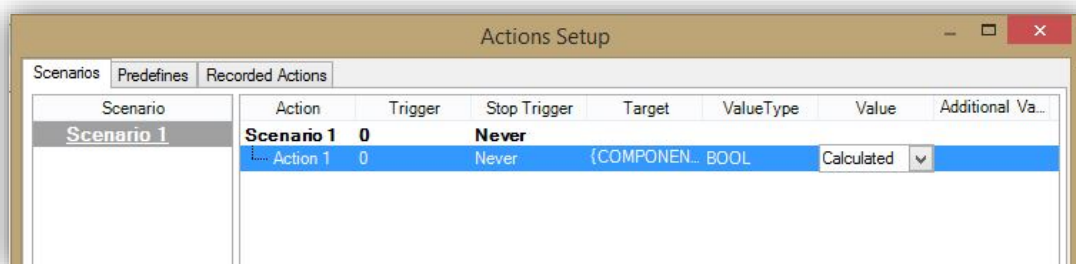 Actions Setup
Scenarios Predefines Recorded Actions
Scenario Action Trigger Stop Trigger Target ValueType Value Additional Va...
Scenario 1 Scenario 1 0 Never
Action 1 0 Never {COMPONEN... BOOL Calculated